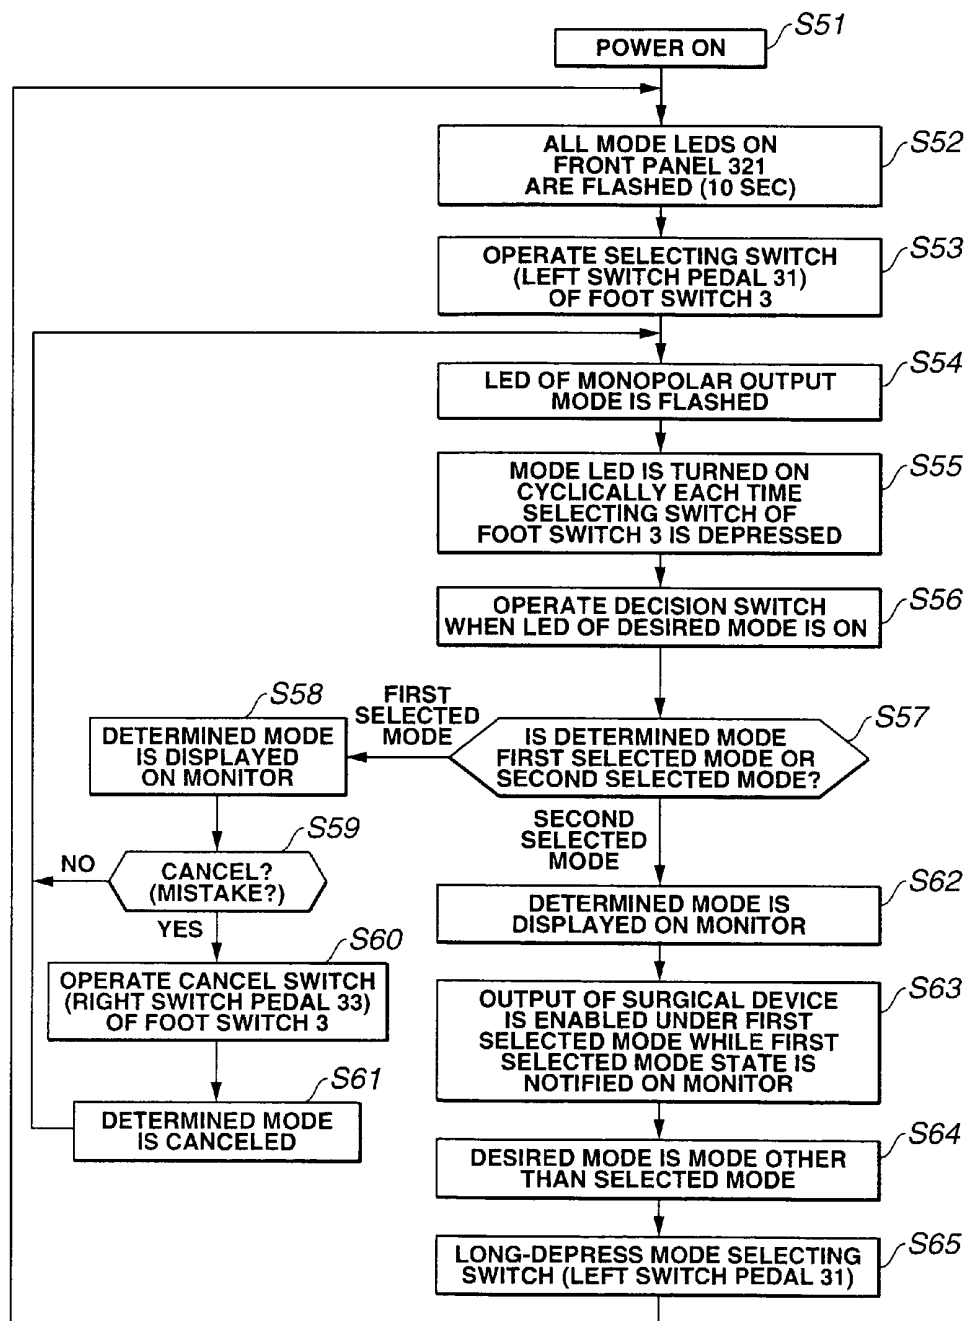 S51
POWER ON
S52
ALL MODE LEDS ON
FRONT PANEL 321
ARE FLASHED (10 SEC)
S53
OPERATE SELECTING SWITCH
(LEFT SWITCH PEDAL 31)
OF FOOT SWITCH 3
S54
LED OF MONOPOLAR OUTPUT
MODE IS FLASHED
S55
MODE LED IS TURNED ON
CYCLICALLY EACH TIME
SELECTING SWITCH OF
FOOT SWITCH 3 IS DEPRESSED
S56
OPERATE DECISION SWITCH
WHEN LED OF DESIRED MODE IS ON
S57
IS DETERMINED MODE
FIRST SELECTED MODE OR
SECOND SELECTED MODE?
FIRST
SELECTED
MODE
S58
DETERMINED MODE
IS DISPLAYED
ON MONITOR
S59
CANCEL?
(MISTAKE?)
NO
YES
S60
OPERATE CANCEL SWITCH
(RIGHT SWITCH PEDAL 33)
OF FOOT SWITCH 3
S61
DETERMINED MODE
IS CANCELED
SECOND
SELECTED
MODE
S62
DETERMINED MODE IS
DISPLAYED ON MONITOR
S63
OUTPUT OF SURGICAL DEVICE
IS ENABLED UNDER FIRST
SELECTED MODE WHILE FIRST
SELECTED MODE STATE IS
NOTIFIED ON MONITOR
S64
DESIRED MODE IS MODE OTHER
THAN SELECTED MODE
S65
LONG-DEPRESS MODE SELECTING
SWITCH (LEFT SWITCH PEDAL 31)